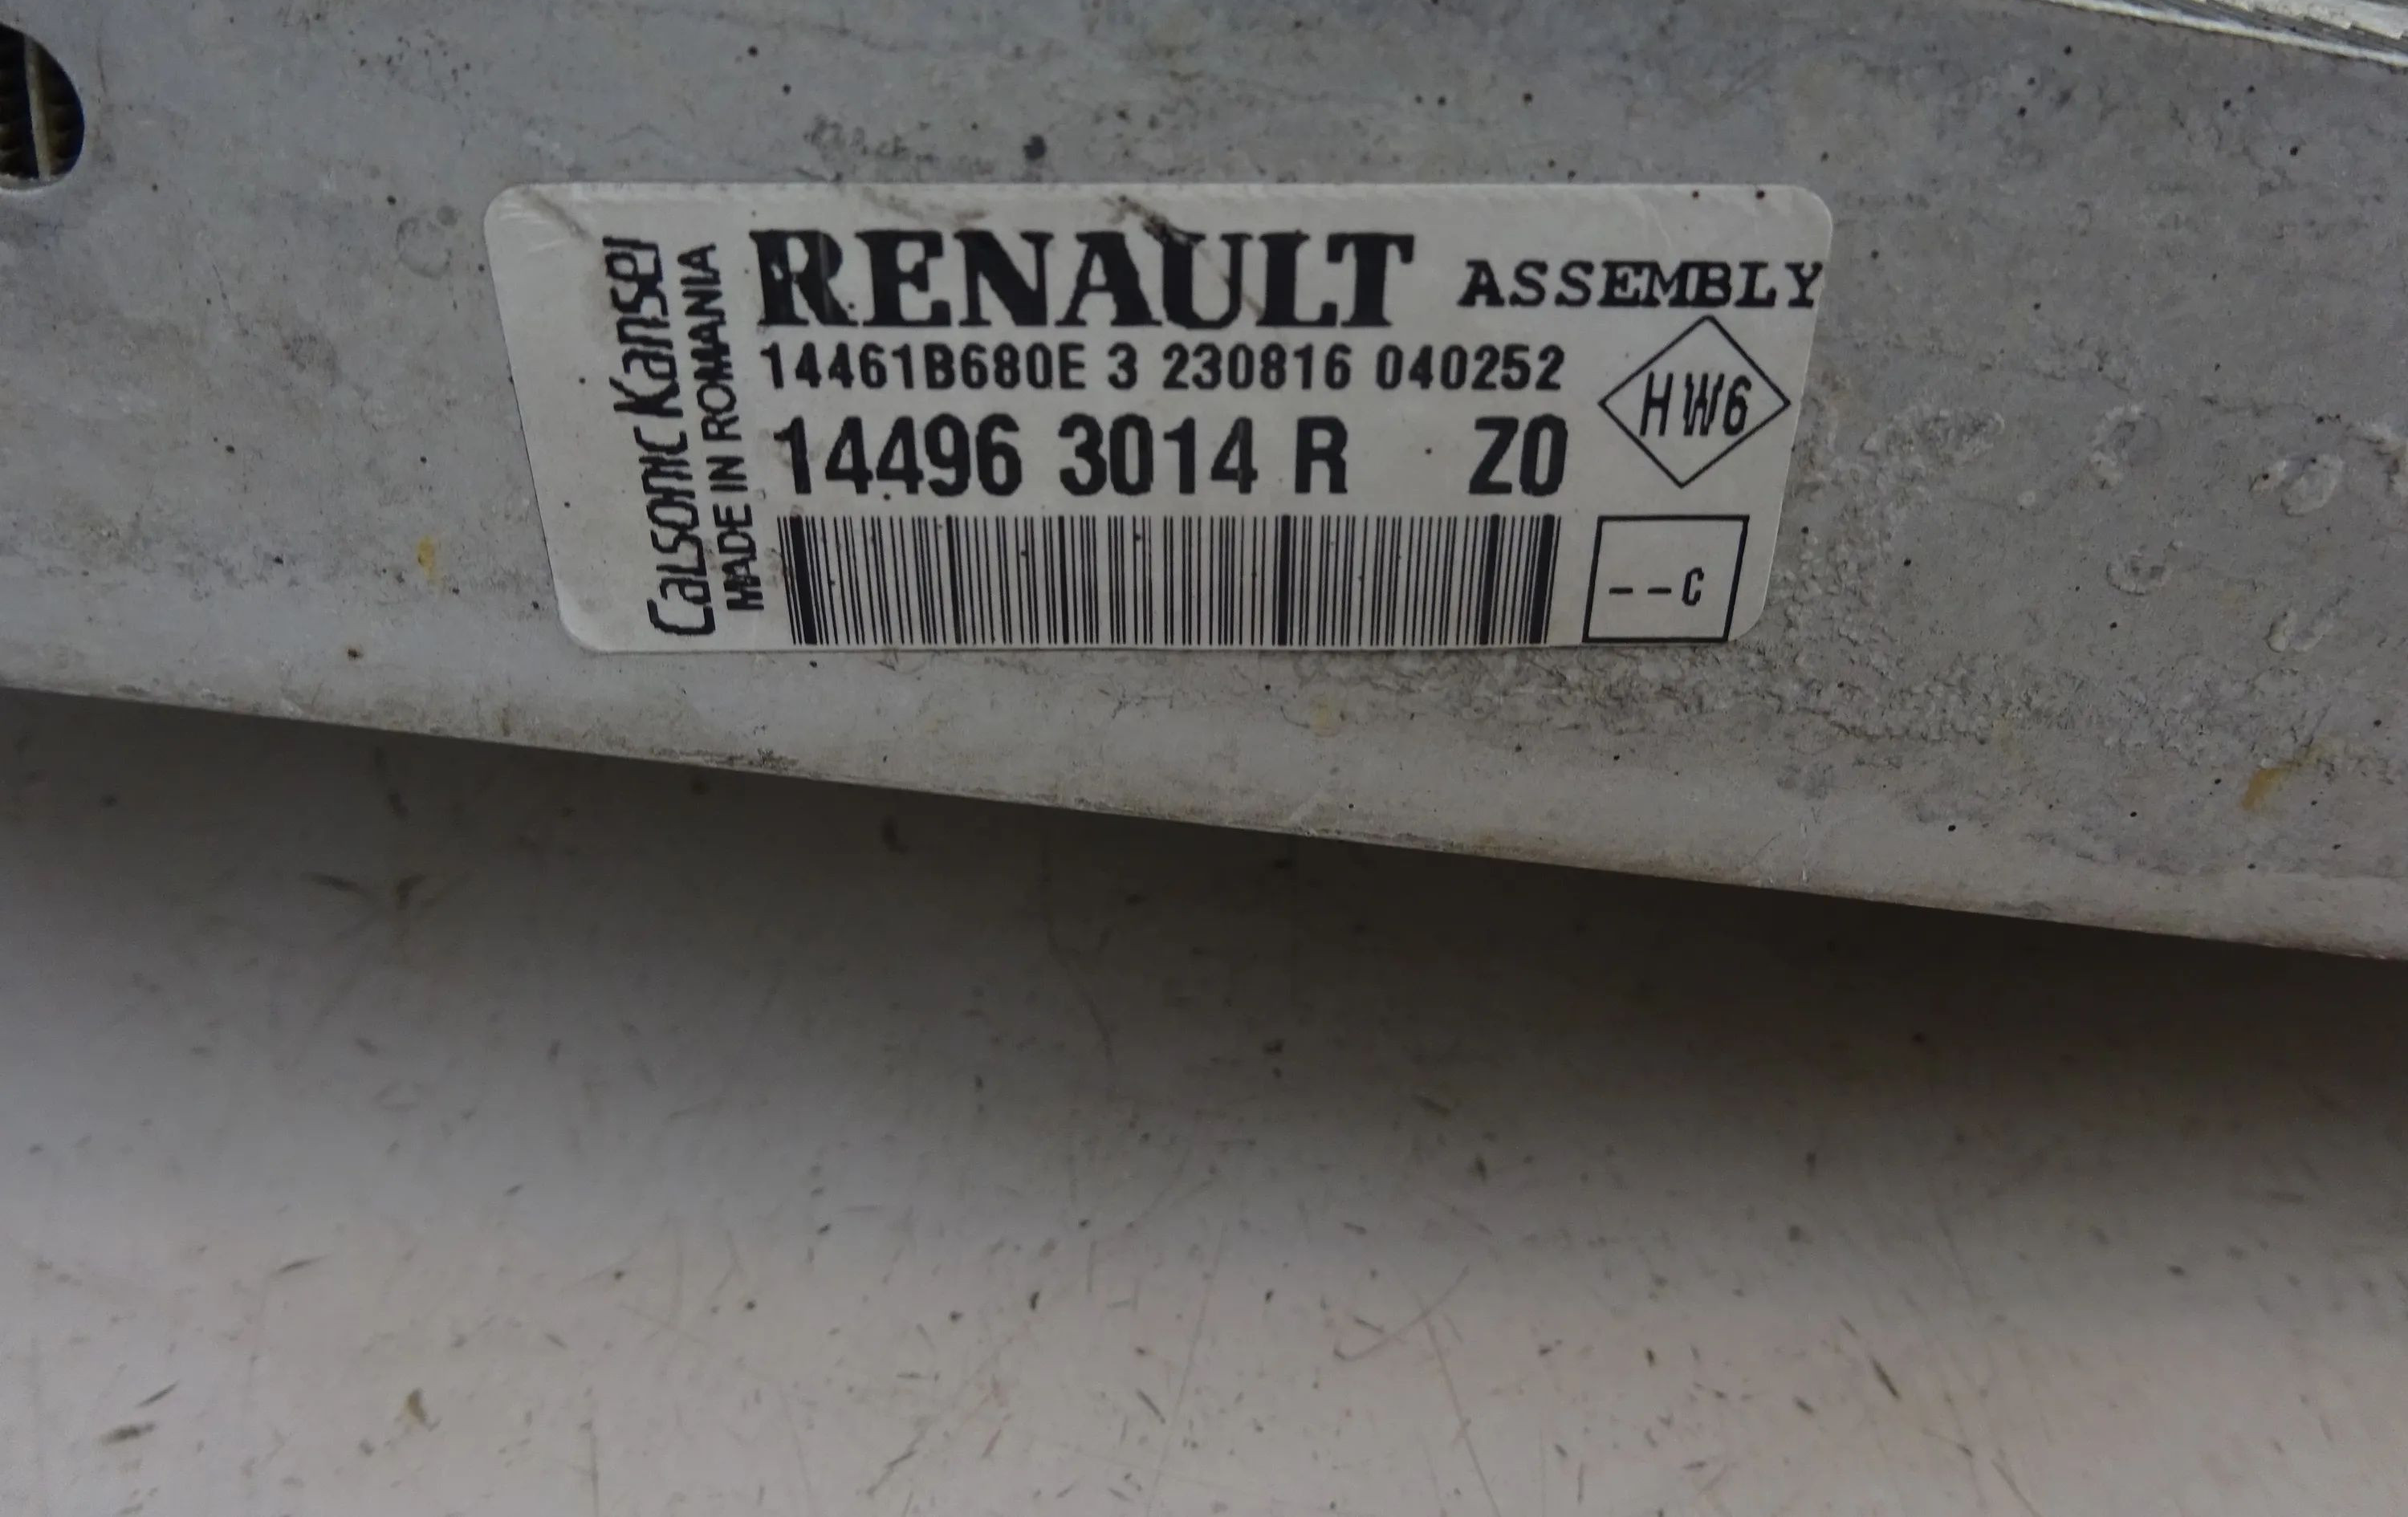 Calsonic Kansei
MADE IN ROMANIA
RENAULT ASSEMBLY
14461B680E 3 230816 040252
14496 3014 R Z0
HW6
--C